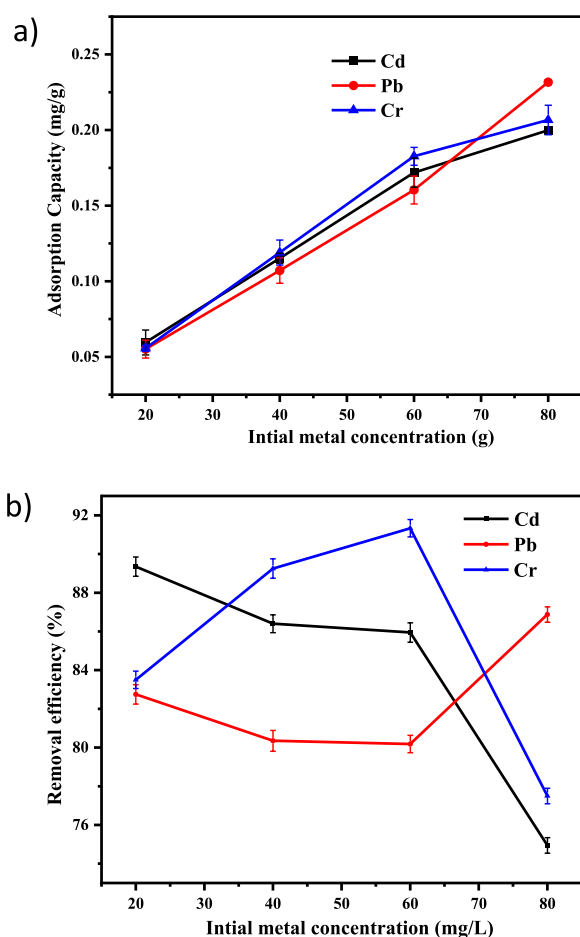 a)
Adsorption Capacity (mg/g)
0.25
0.20
0.15
0.10
0.05
Cd
Pb
Cr
20 30 40 50 60 70 80
Intial metal concentration (g)
b)
Removal efficiency (%)
92
88
84
80
76
Cd
Pb
Cr
20 30 40 50 60 70 80
Intial metal concentration (mg/L)